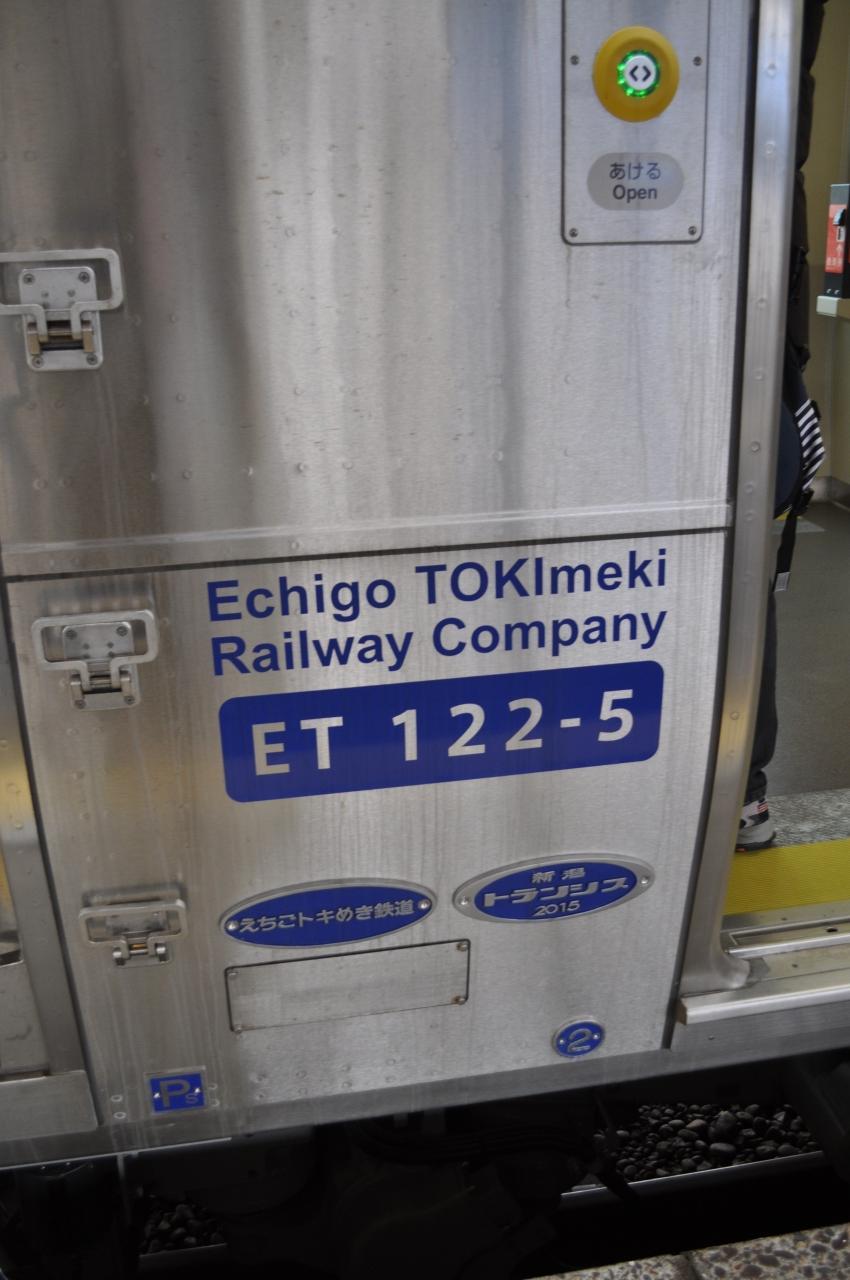 あける
Open
Echigo TOKImeki
Railway Company
ET 122-5
えちごトキめき鉄道
新潟
トランシス
2015
2
Ps